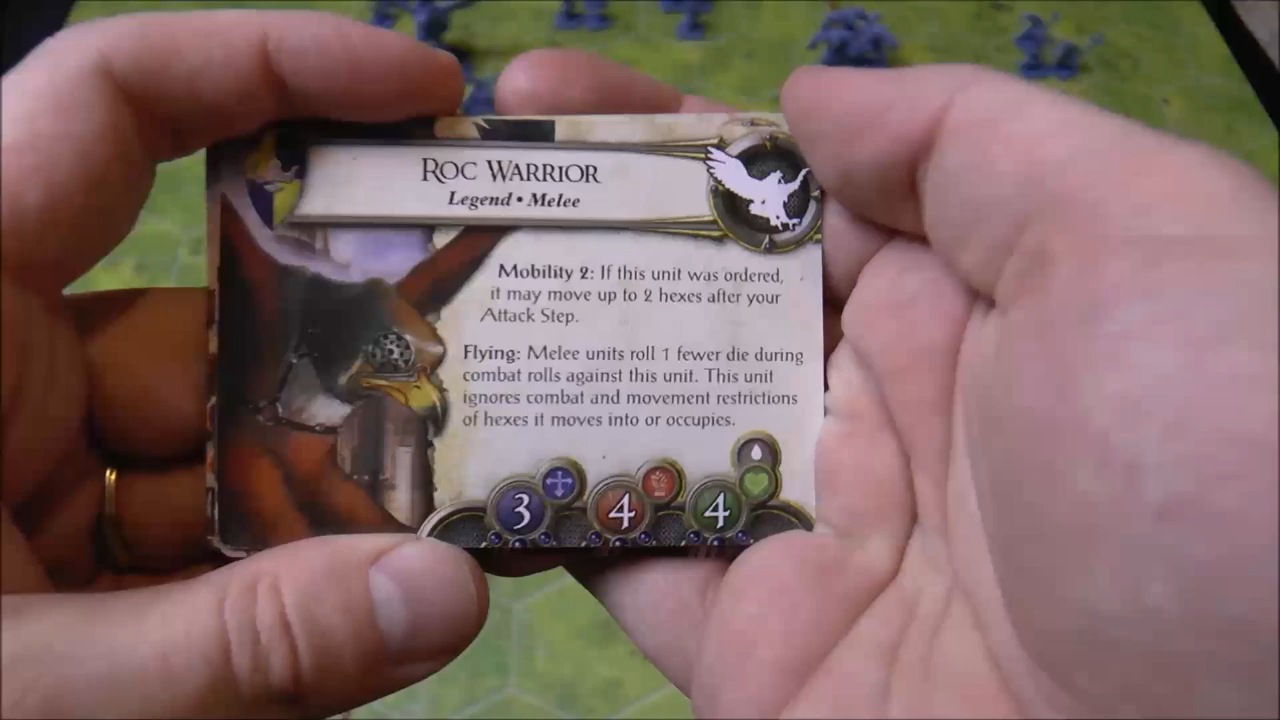 ROC WARRIOR
Legend • Melee
Mobility 2: If this unit was ordered,
it may move up to 2 hexes after your
Attack Step.
Flying: Melee units roll 1 fewer die during
combat rolls against this unit. This unit
ignores combat and movement restrictions
of hexes it moves into or occupies.
3 4 4